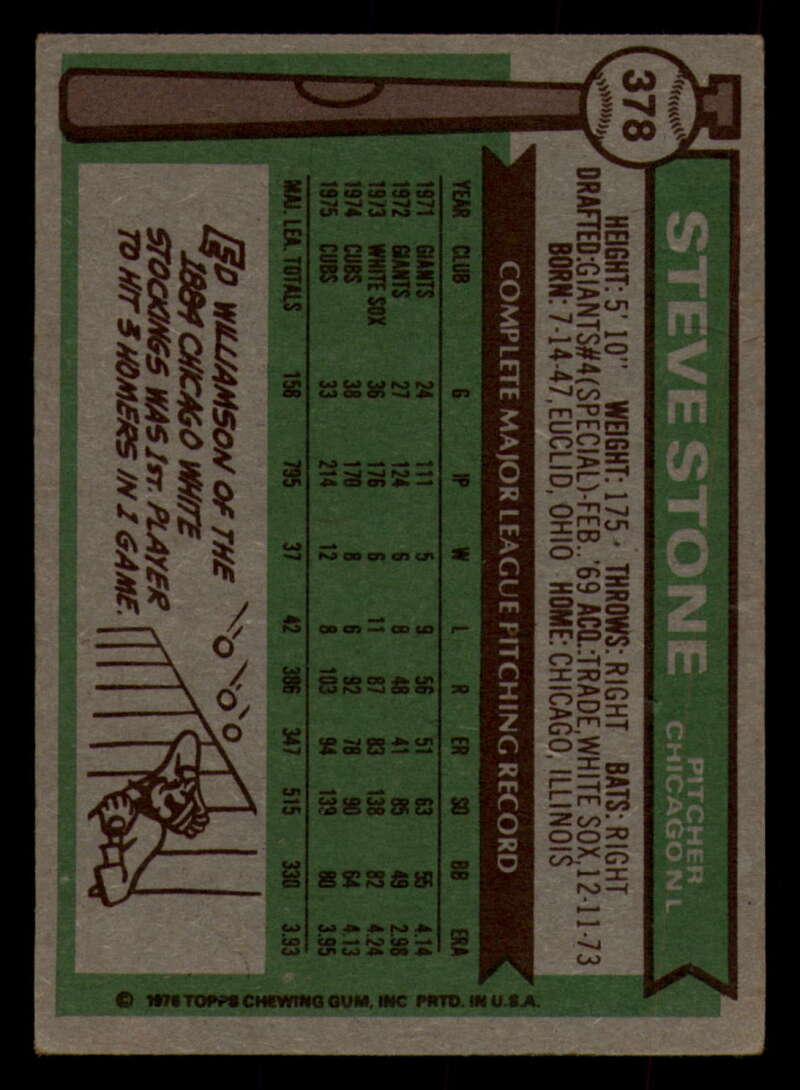 378
STEVE STONE
PITCHER
CHICAGO N L
HEIGHT: 5' 10" WEIGHT: 175 THROWS: RIGHT BATS: RIGHT
DRAFTED: GIANTS #4 (SPECIAL)-FEB., '69 ACQ.-TRADE, WHITE SOX, 12-11-73
BORN: 7-14-47, EUCLID, OHIO HOME: CHICAGO, ILLINOIS
COMPLETE MAJOR LEAGUE PITCHING RECORD
YEAR CLUB G IP W L R ER SO BB ERA
1971 GIANTS 24 111 5 9 56 51 63 55 4.14
1972 GIANTS 27 124 6 8 48 41 85 49 2.98
1973 WHITE SOX 36 176 6 11 87 83 138 82 4.24
1974 CUBS 38 170 8 6 92 78 90 64 4.13
1975 CUBS 33 214 12 8 103 94 139 80 3.95
MAJ. LEA. TOTALS 158 795 37 42 386 347 515 330 3.93
ED WILLIAMSON OF THE
1884 CHICAGO WHITE
STOCKINGS WAS 1ST. PLAYER
TO HIT 3 HOMERS IN 1 GAME.
© 1976 TOPPS CHEWING GUM, INC PRTD. IN U.S.A.